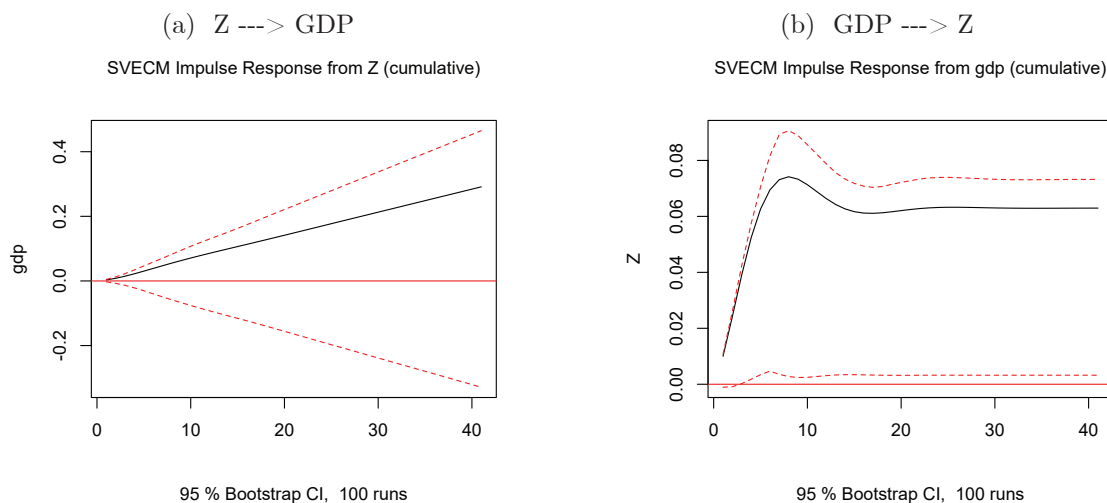 (a) Z ---> GDP
SVECM Impulse Response from Z (cumulative)
gdp
0.4
0.2
0.0
-0.2
0 10 20 30 40
95 % Bootstrap CI, 100 runs
(b) GDP ---> Z
SVECM Impulse Response from gdp (cumulative)
Z
0.08
0.06
0.04
0.02
0.00
0 10 20 30 40
95 % Bootstrap CI, 100 runs